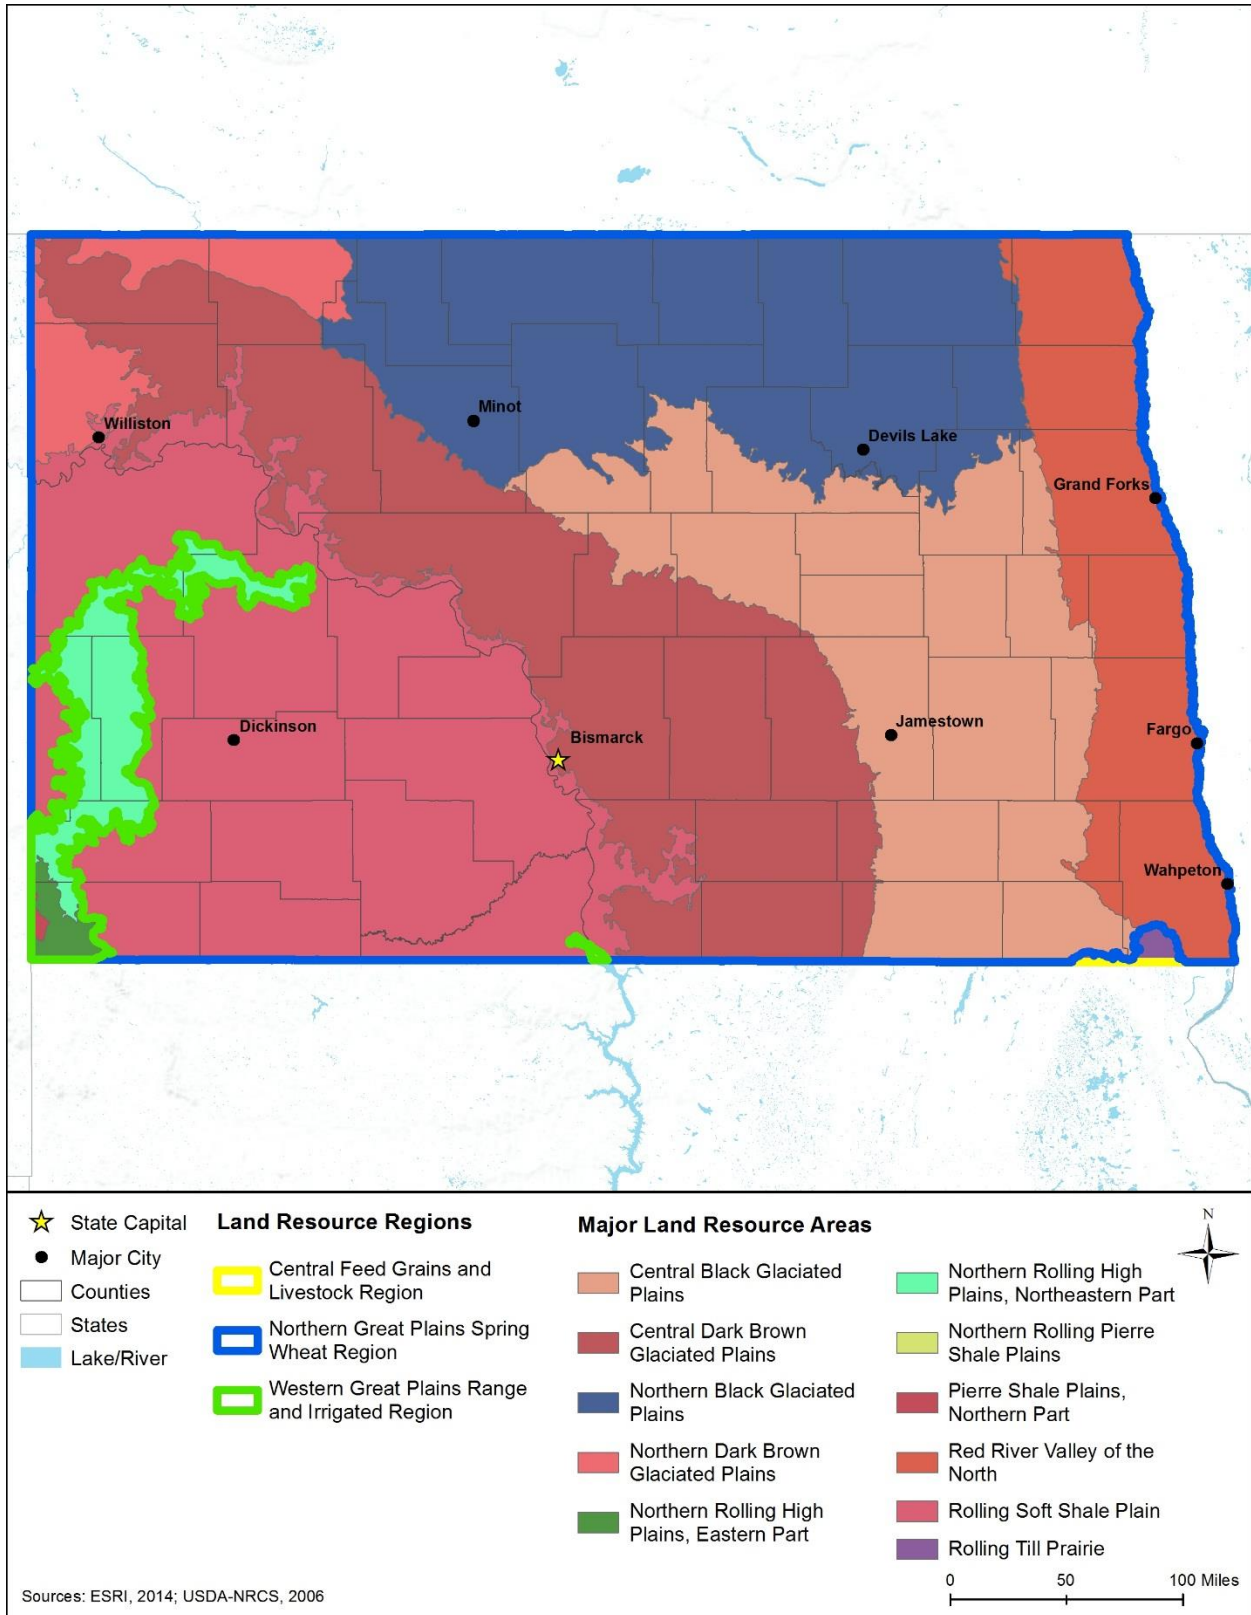 Minot
Williston
Devils Lake
Grand Forks
Dickinson
Bismarck
Jamestown
Fargo
Wahpeton
State Capital
Major City
Counties
States
Lake/River
Land Resource Regions
Central Feed Grains and
Livestock Region
Northern Great Plains Spring
Wheat Region
Western Great Plains Range
and Irrigated Region
Major Land Resource Areas
Central Black Glaciated
Plains
Central Dark Brown
Glaciated Plains
Northern Black Glaciated
Plains
Northern Dark Brown
Glaciated Plains
Northern Rolling High
Plains, Eastern Part
Northern Rolling High
Plains, Northeastern Part
Northern Rolling Pierre
Shale Plains
Pierre Shale Plains,
Northern Part
Red River Valley of the
North
Rolling Soft Shale Plain
Rolling Till Prairie
N
0 50 100 Miles
Sources: ESRI, 2014; USDA-NRCS, 2006